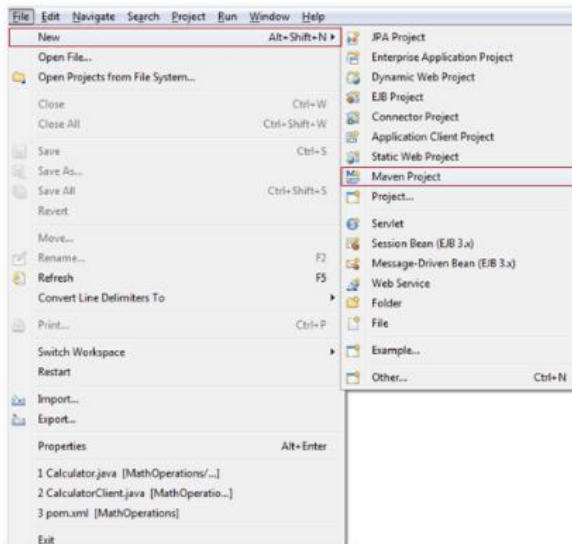 File Edit Navigate Search Project Run Window Help
New Alt+Shift+N
Open File...
Open Projects from File System...
Close Ctrl+W
Close All Ctrl+Shift+W
Save Ctrl+S
Save As...
Save All Ctrl+Shift+S
Revert
Move...
Rename... F2
Refresh F5
Convert Line Delimiters To
Print... Ctrl+P
Switch Workspace
Restart
Import...
Export...
Properties Alt+Enter
1 Calculator.java [MathOperations/...]
2 CalculatorClient.java [MathOperatio...]
3 pom.xml [MathOperations]
Exit
JPA Project
Enterprise Application Project
Dynamic Web Project
EJB Project
Connector Project
Application Client Project
Static Web Project
Maven Project
Project...
Servlet
Session Bean (EJB 3.x)
Message-Driven Bean (EJB 3.x)
Web Service
Folder
File
Example...
Other... Ctrl+N